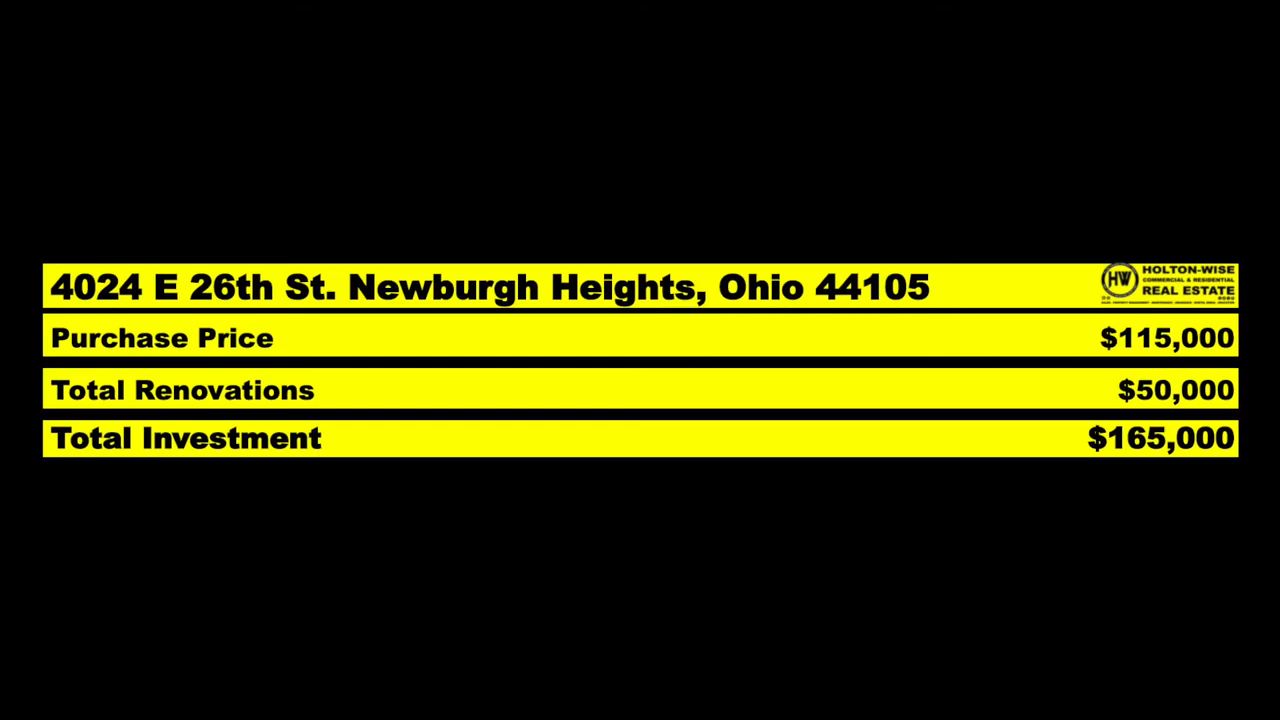 4024 E 26th St. Newburgh Heights, Ohio 44105
HW
HOLTON-WISE
COMMERCIAL & RESIDENTIAL
REAL ESTATE
Purchase Price $115,000
Total Renovations $50,000
Total Investment $165,000